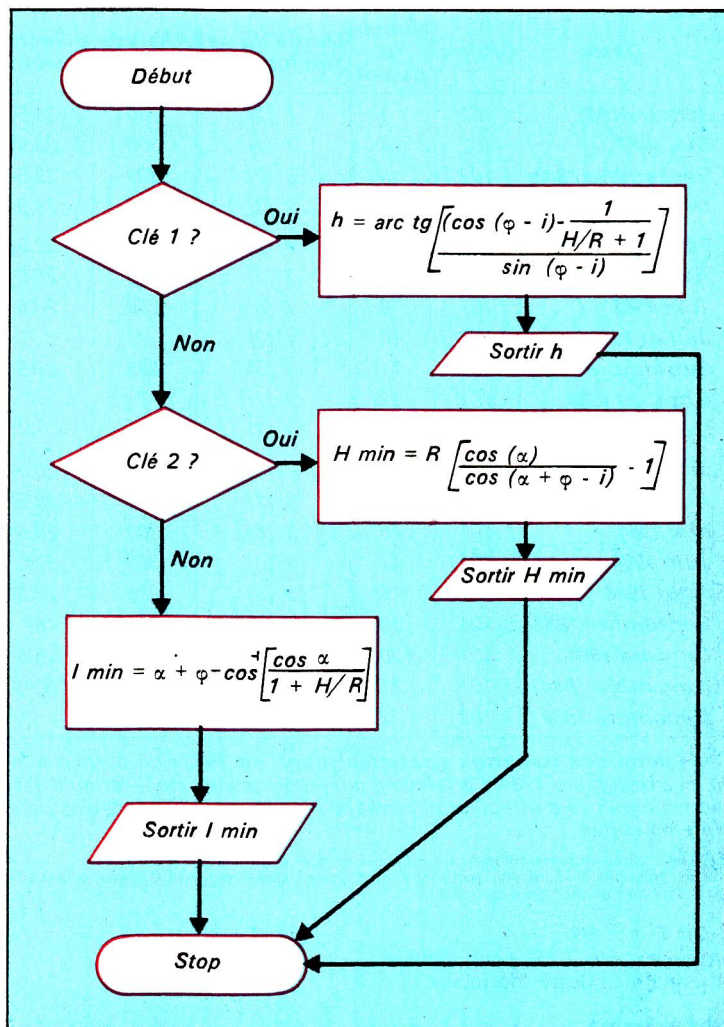 Début
Clé 1 ?
Oui
h = arc tg [ (cos (φ - i) - 1 / (H/R + 1)) / sin (φ - i) ]
Non
Sortir h
Clé 2 ?
Oui
H min = R [ cos (α) / cos (α + φ - i) - 1 ]
Non
Sortir H min
I min = α + φ - cos⁻¹ [ cos α / 1 + H/R ]
Sortir I min
Stop